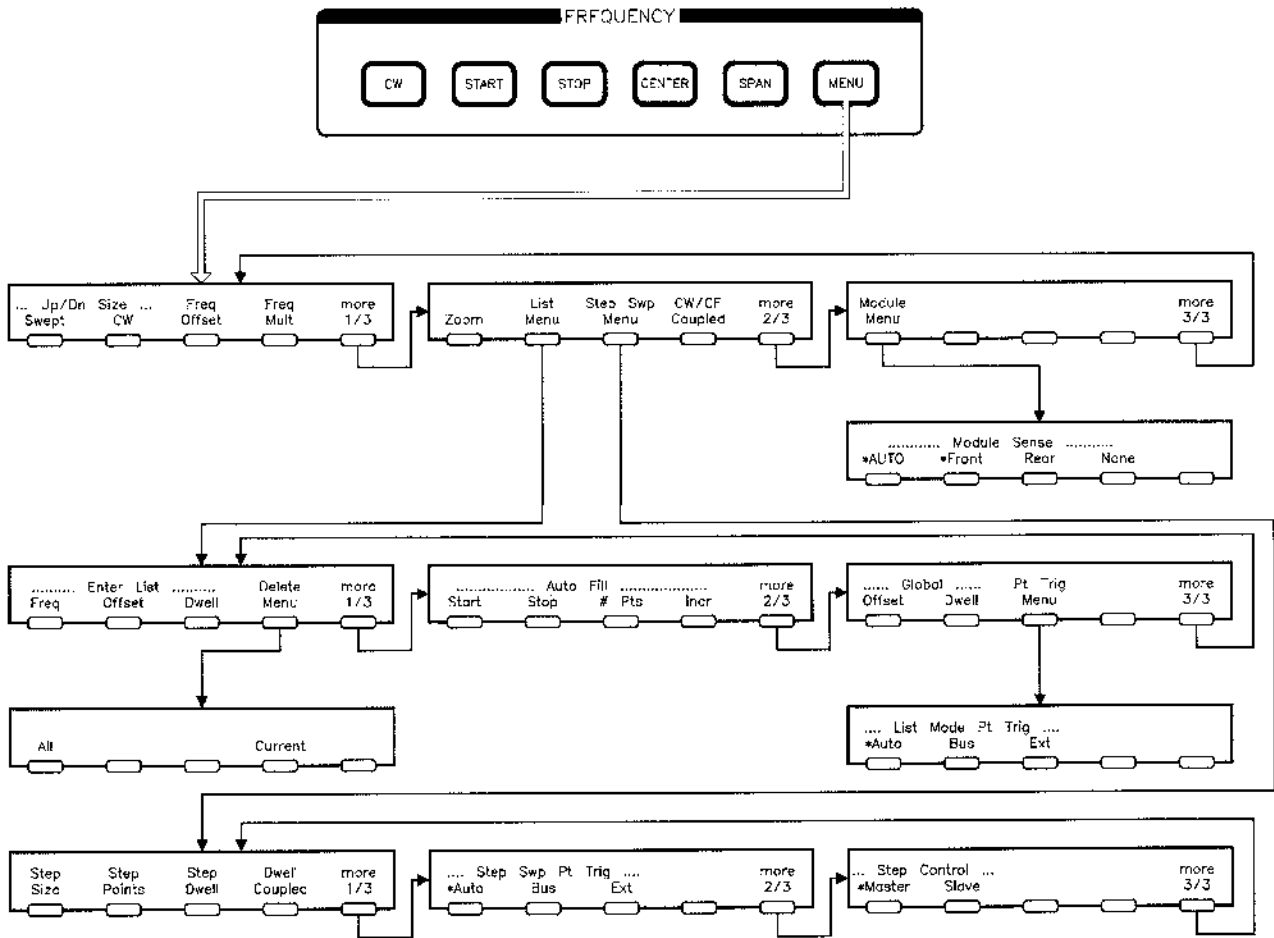 FREQUENCY
CW START STOP CENTER SPAN MENU
... Up/Dn Size ... Freq Freq more
Swept CW Offset Mult 1/3
List Step Swp CW/CF more
Zoom Menu Menu Coupled 2/3
Module more
Menu 3/3
............ Module Sense ...........
*AUTO *Front Rear None
.......... Enter List .......... Delete more
Freq Offset Dwell Menu 1/3
.................. Auto Fill ..................... more
Start Stop # Pts Incr 2/3
...... Global ...... Pt Trig more
Offset Dwell Menu 3/3
All Current
.... List Mode Pt Trig ....
*Auto Bus Ext
Step Step Step Dwell more
Size Points Dwell Coupled 1/3
.... Step Swp Pt Trig .... more
*Auto Bus Ext 2/3
... Step Control ... more
*Master Slave 3/3